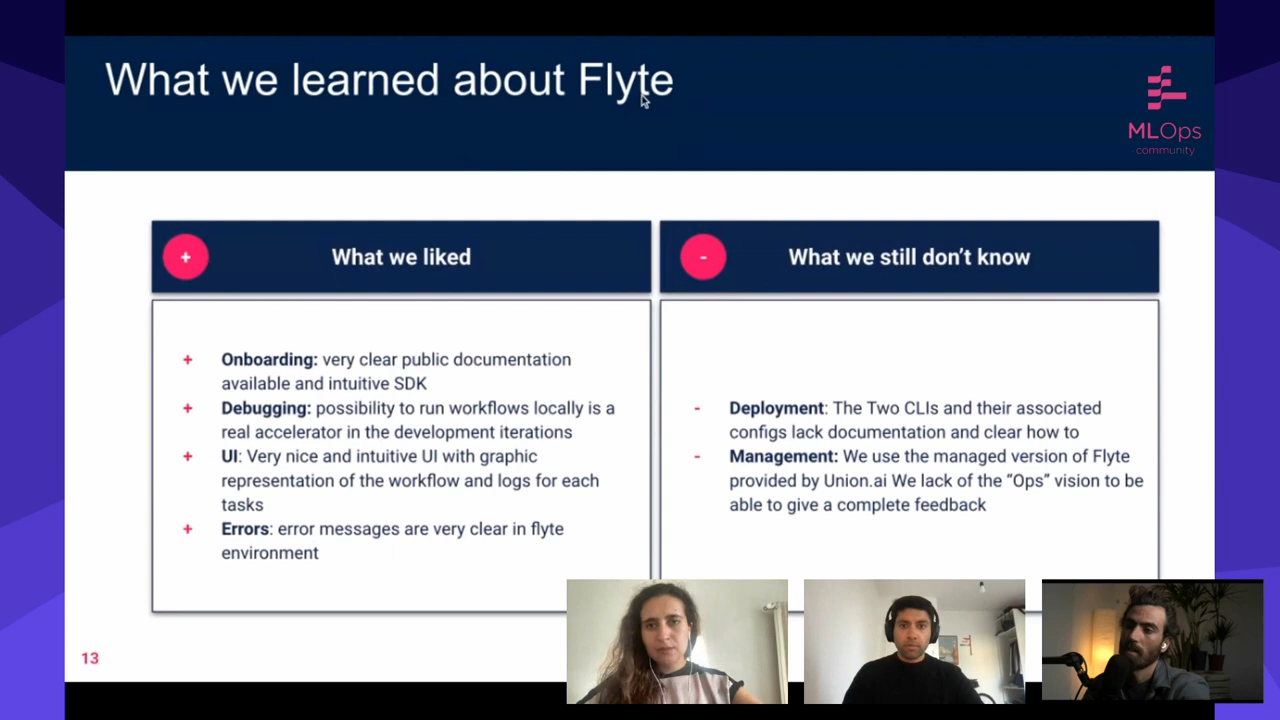 What we learned about Flyte
MLOps
community
+
What we liked
-
What we still don’t know
+ Onboarding: very clear public documentation
available and intuitive SDK
+ Debugging: possibility to run workflows locally is a
real accelerator in the development iterations
+ UI: Very nice and intuitive UI with graphic
representation of the workflow and logs for each
tasks
+ Errors: error messages are very clear in flyte
environment
- Deployment: The Two CLIs and their associated
configs lack documentation and clear how to
- Management: We use the managed version of Flyte
provided by Union.ai We lack of the “Ops” vision to be
able to give a complete feedback
13